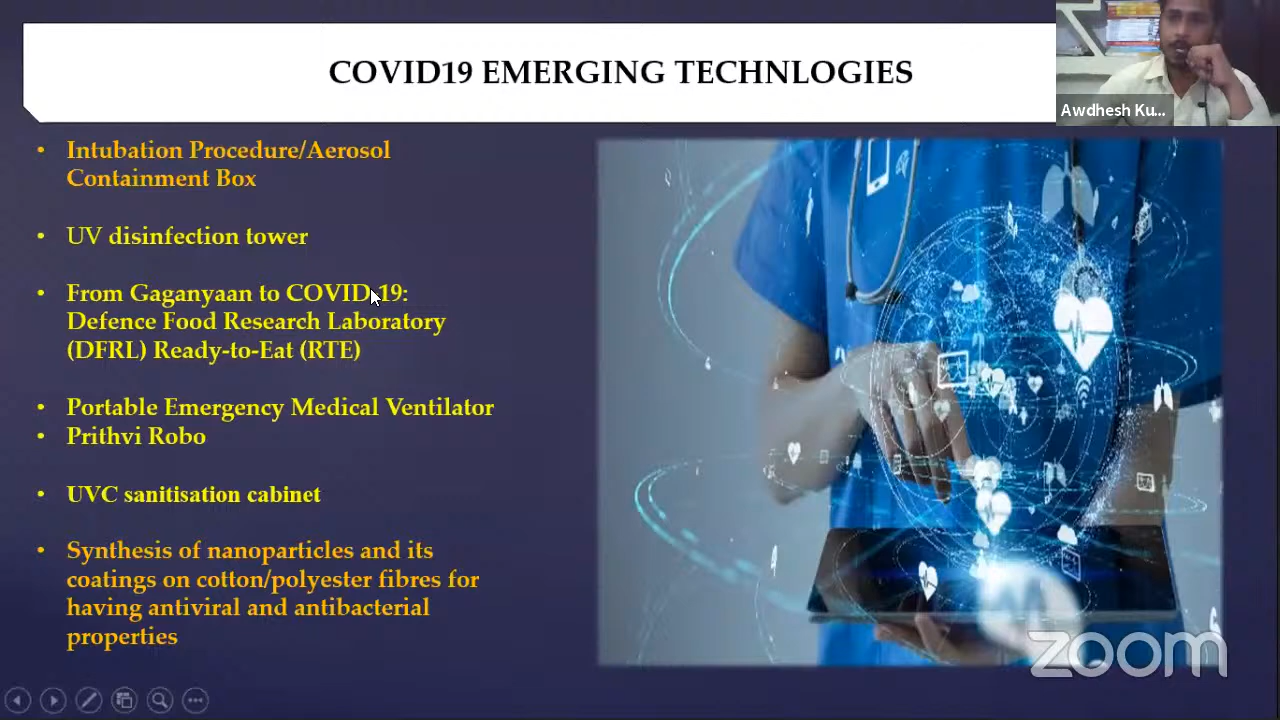 COVID19 EMERGING TECHNLOGIES
Awdhesh Ku...
• Intubation Procedure/Aerosol
Containment Box
• UV disinfection tower
• From Gaganyaan to COVID-19:
Defence Food Research Laboratory
(DFRL) Ready-to-Eat (RTE)
• Portable Emergency Medical Ventilator
• Prithvi Robo
• UVC sanitisation cabinet
• Synthesis of nanoparticles and its
coatings on cotton/polyester fibres for
having antiviral and antibacterial
properties
zoom